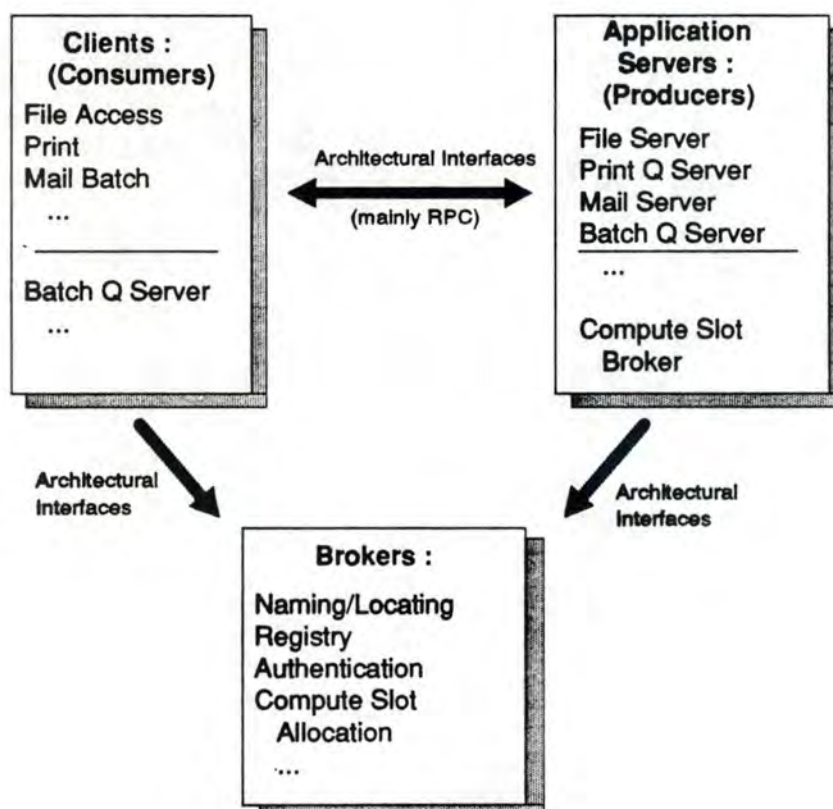 Clients :
(Consumers)
File Access
Print
Mail Batch
...
Batch Q Server
...
Architectural Interfaces
(mainly RPC)
Application
Servers :
(Producers)
File Server
Print Q Server
Mail Server
Batch Q Server
...
Compute Slot
Broker
Architectural
Interfaces
Architectural
Interfaces
Brokers :
Naming/Locating
Registry
Authentication
Compute Slot
Allocation
...